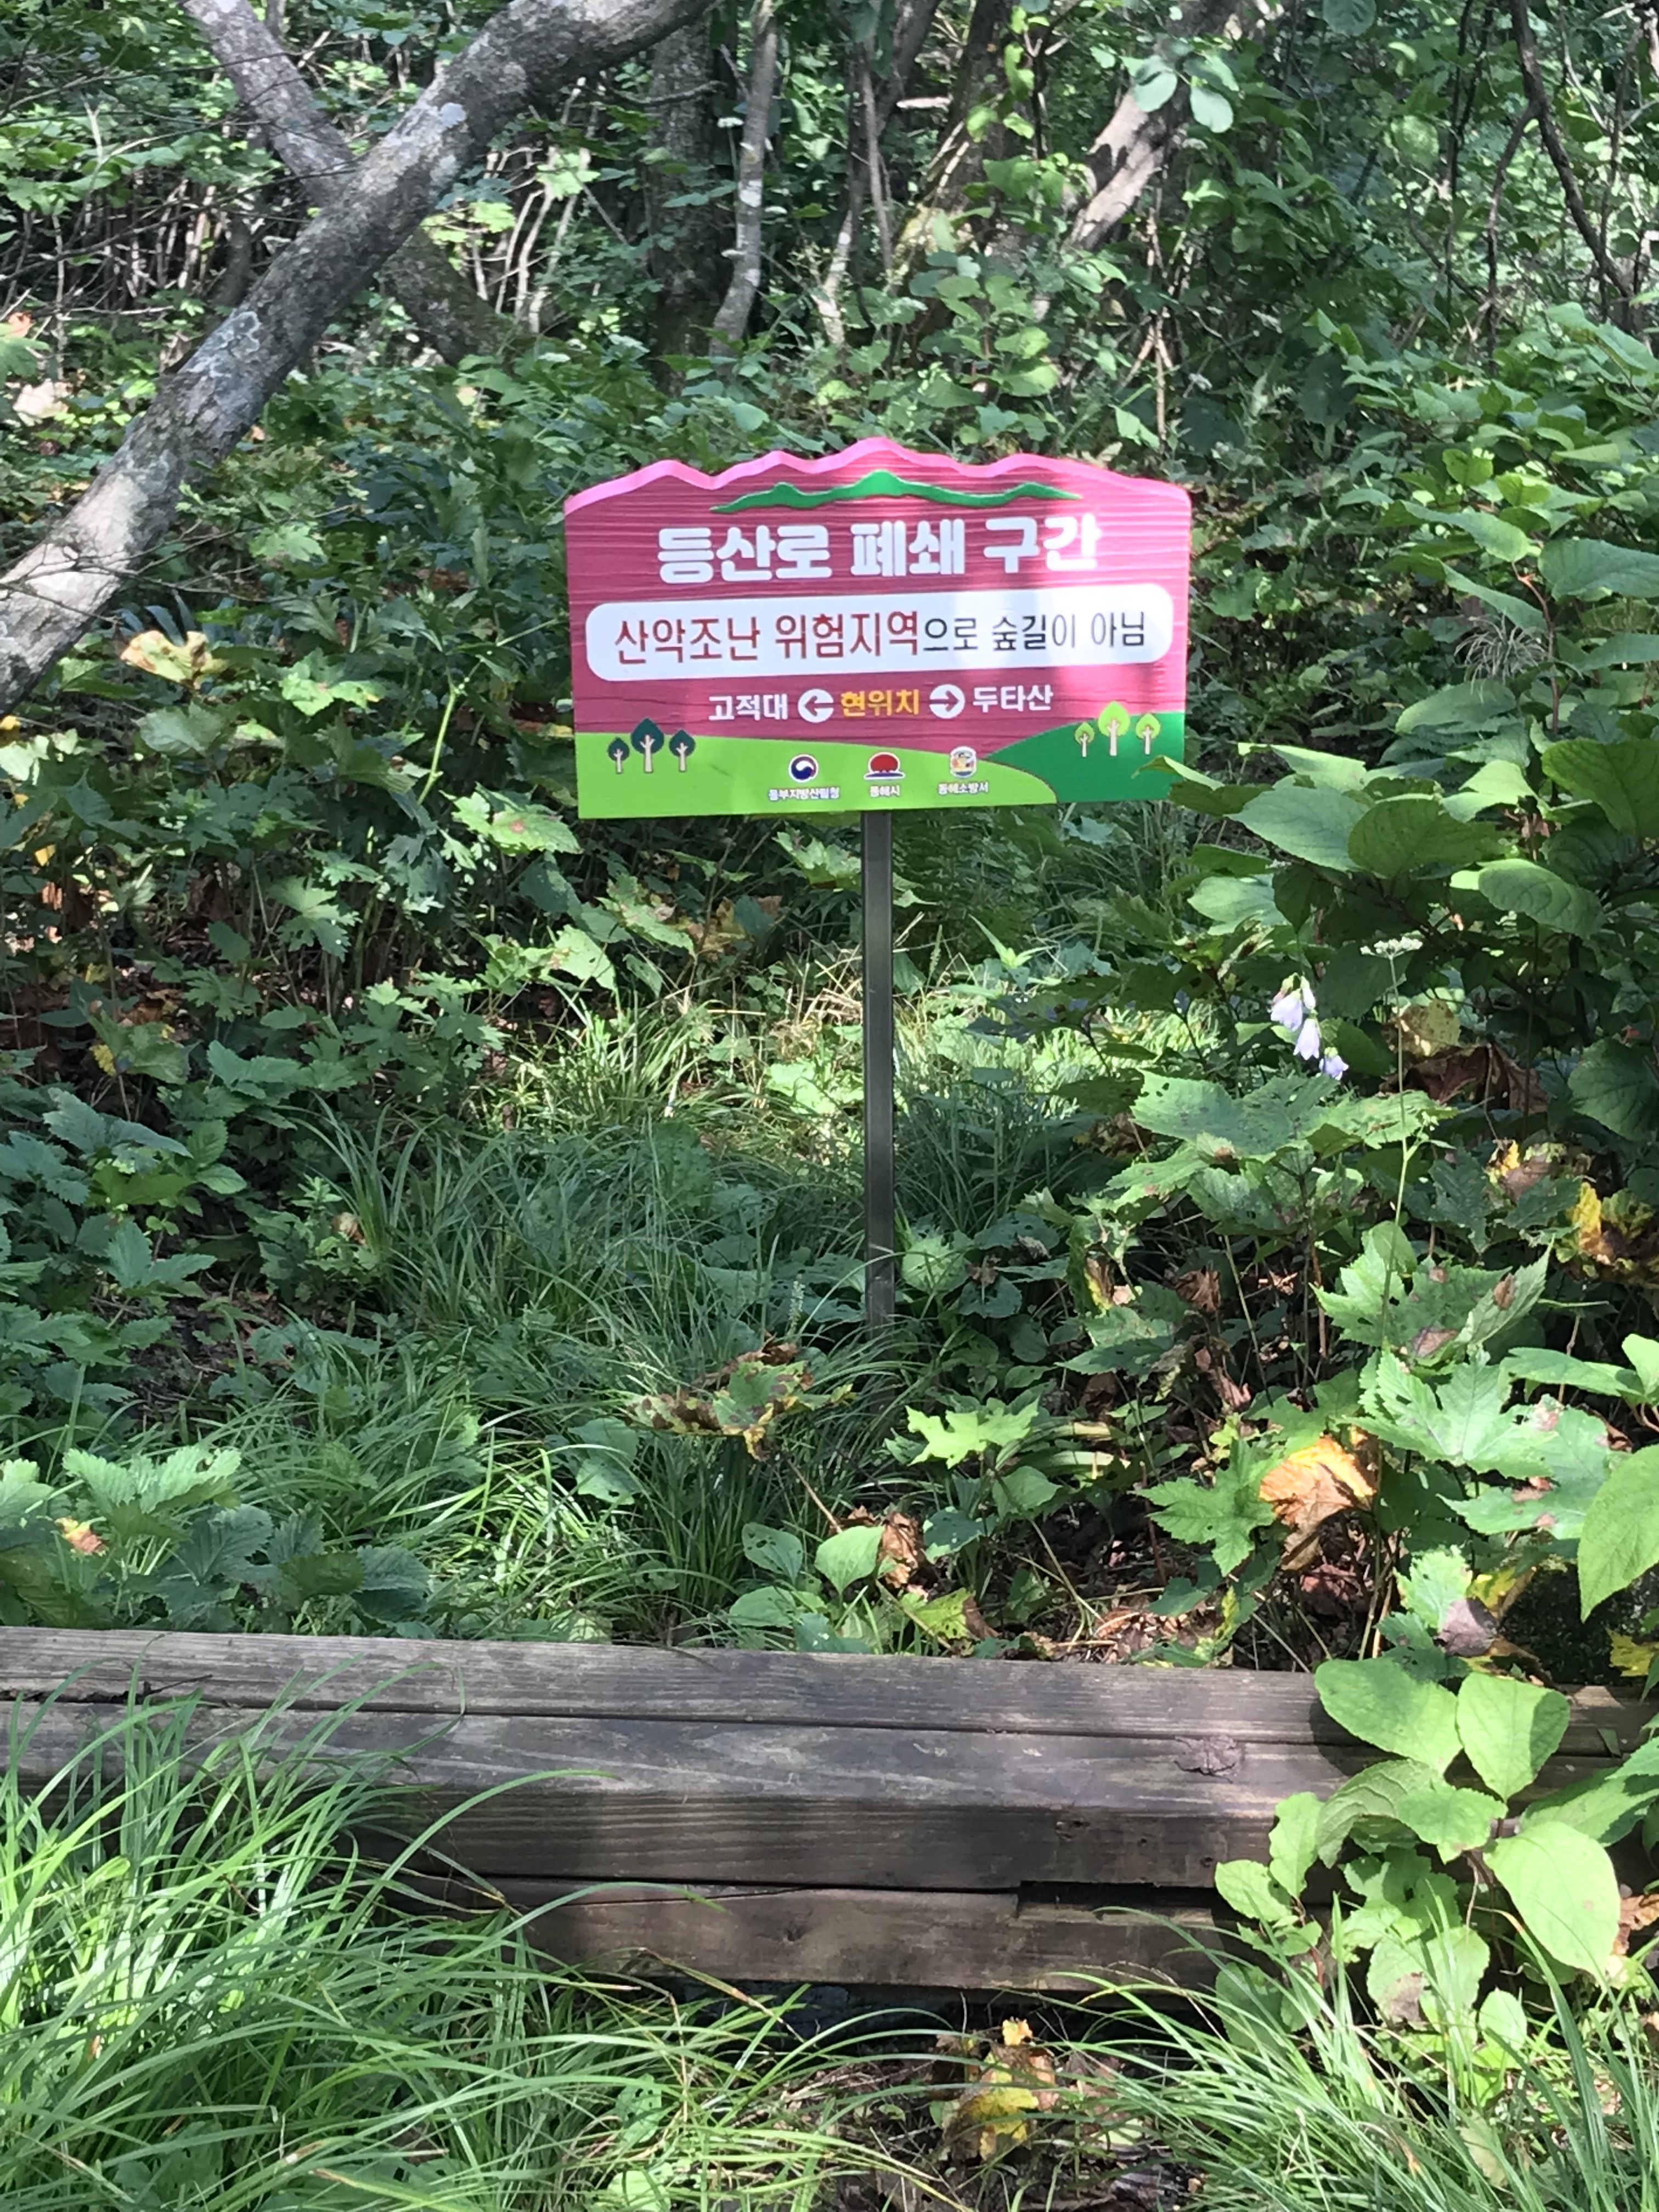 등산로 폐쇄 구간
산악조난 위험지역으로 숲길이 아님
고적대 현위치 두타산
동부지방산림청 동해시 동해소방서